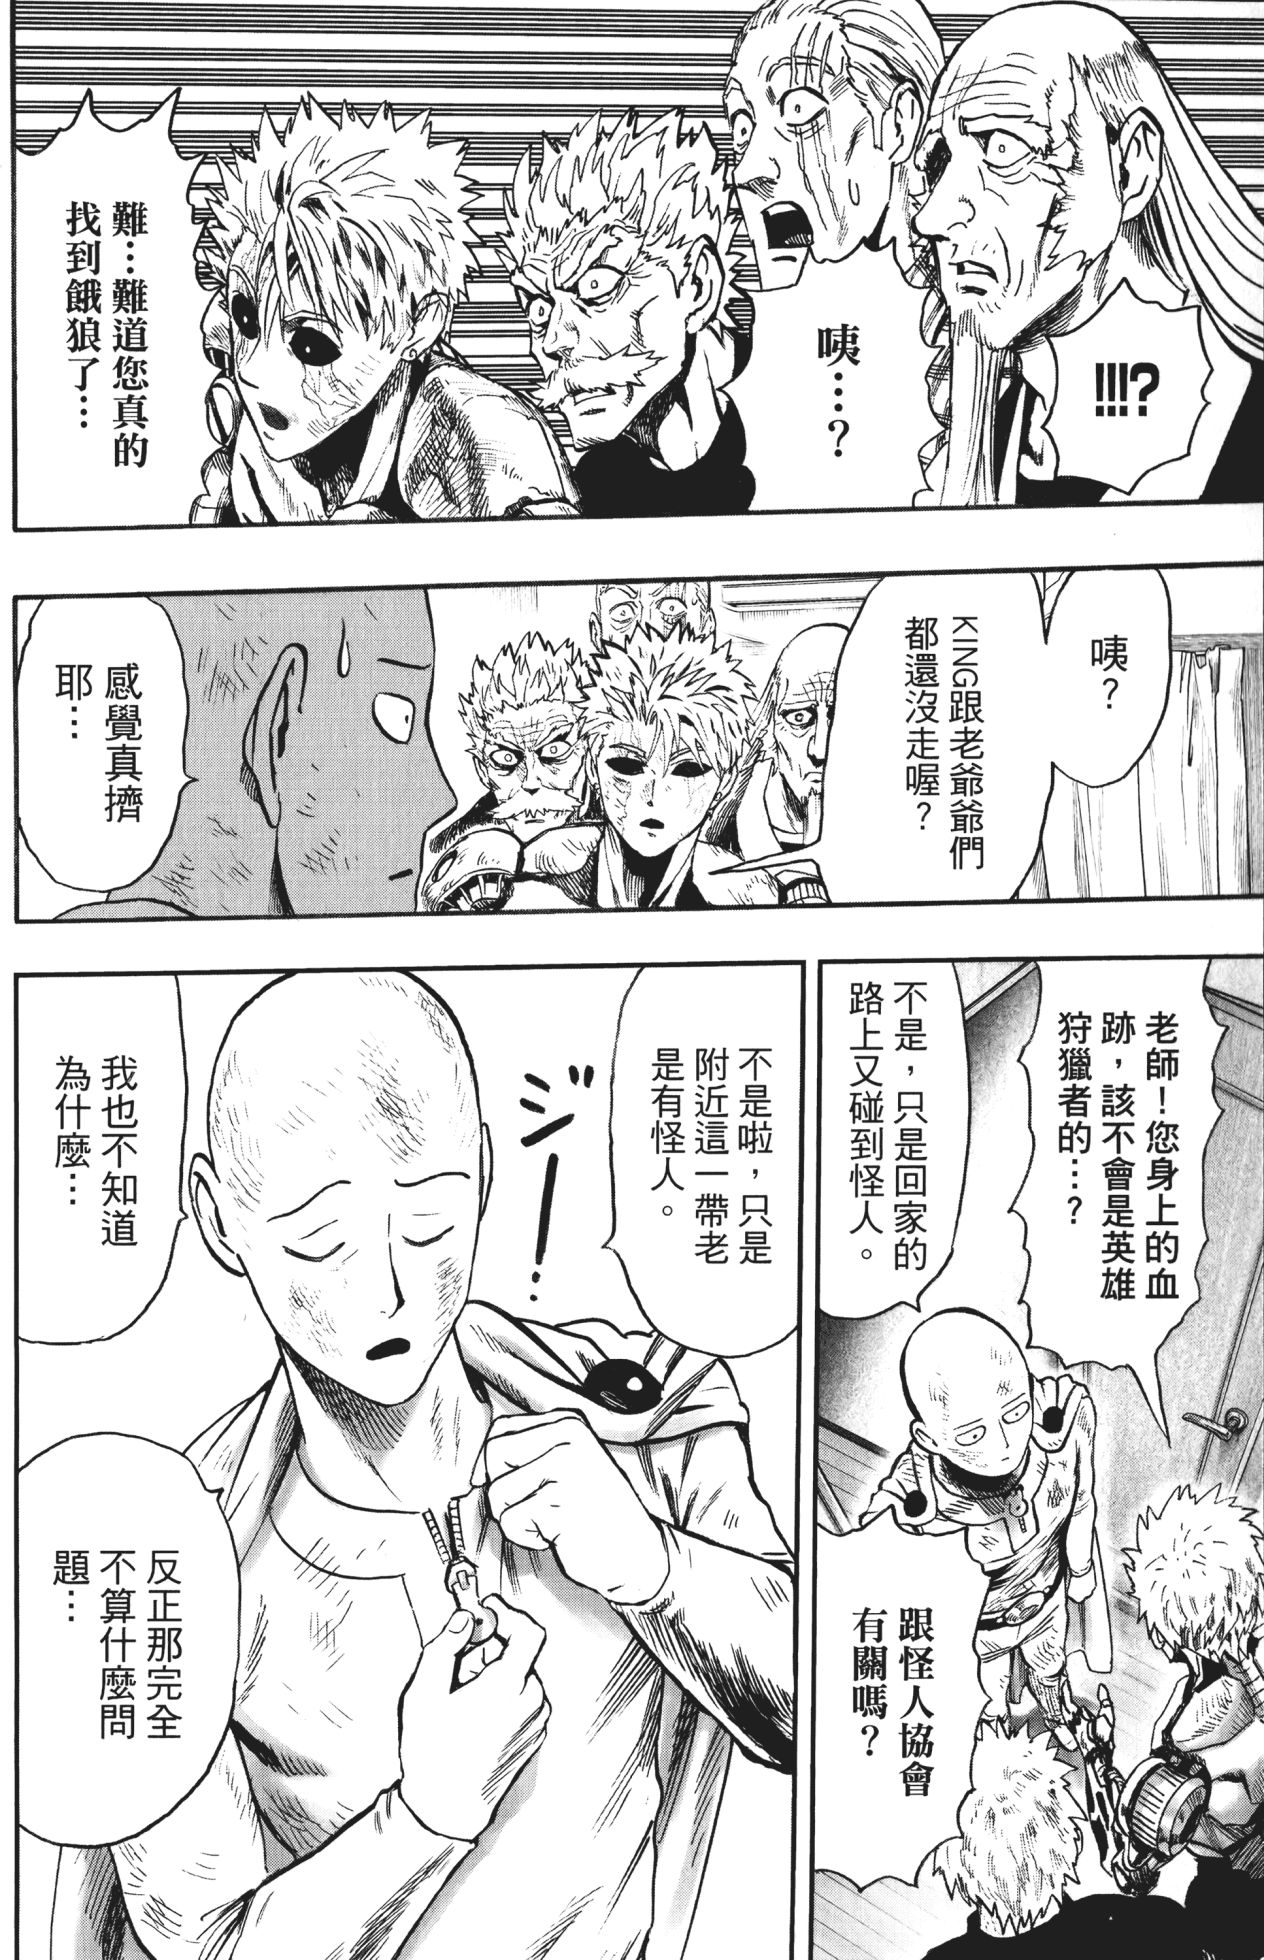 !!!?
咦…?
難…難道您真的
找到餓狼了…
咦?
KING跟老爺爺們
都還沒走喔?
感覺真擠
耶…
老師!您身上的血
跡,該不會是英雄
狩獵者的…?
不是,只是回家的
路上又碰到怪人。
跟怪人協會
有關嗎?
不是啦,只是
附近這一帶老
是有怪人。
ジー…
我也不知道
為什麼…
反正那完全
不算什麼問
題…